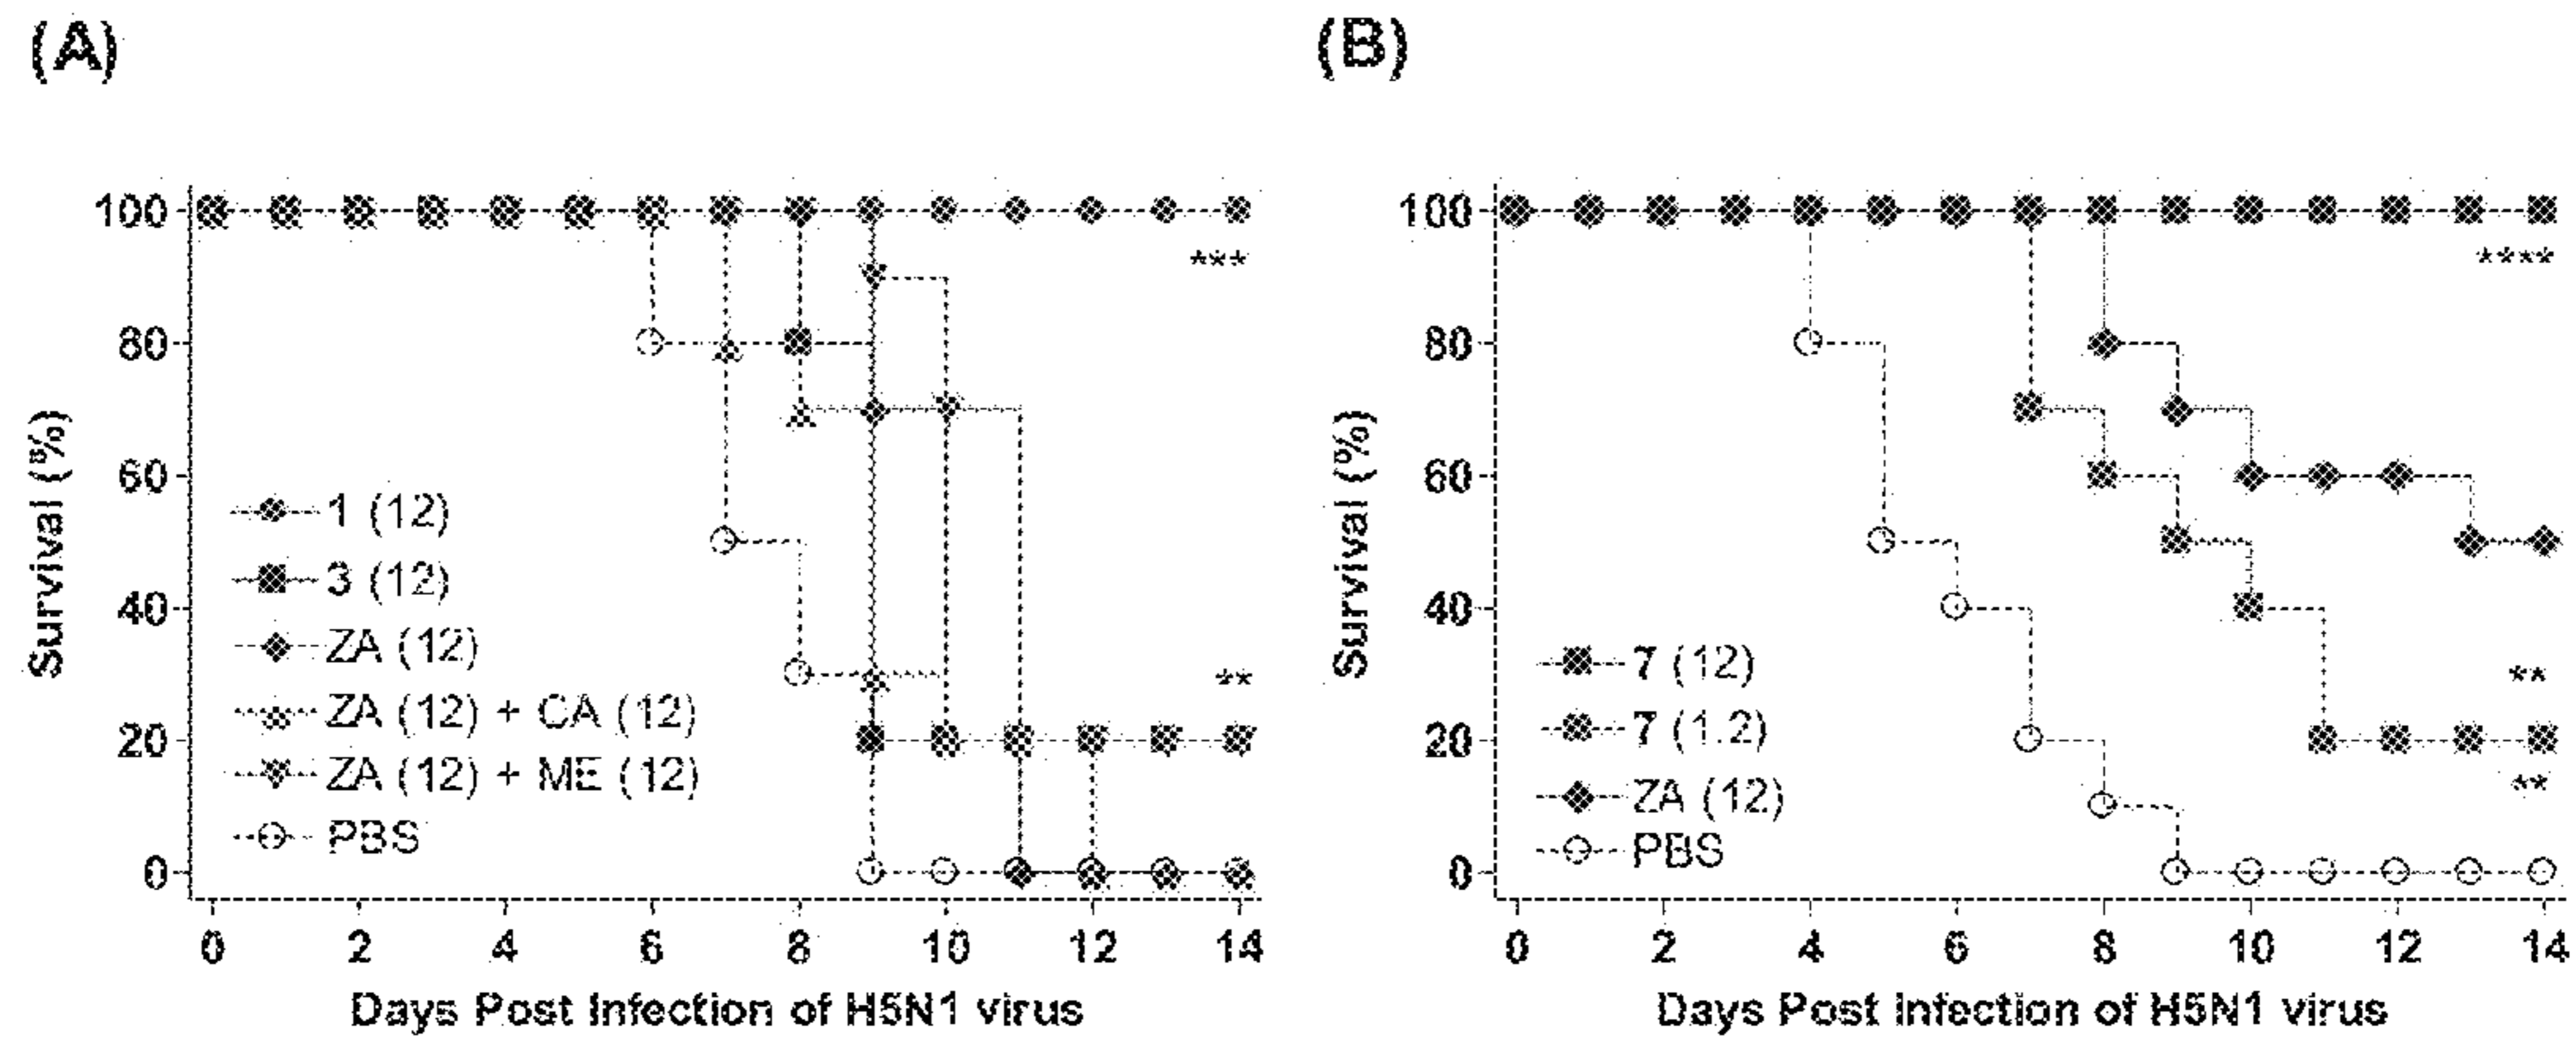 (A)
(B)
Survival (%)
100
80
60
40
20
0
***
**
1 (12)
3 (12)
ZA (12)
ZA (12) + CA (12)
ZA (12) + ME (12)
PBS
0 2 4 6 8 10 12 14
Days Post Infection of H5N1 virus
Survival (%)
100
80
60
40
20
0
****
**
**
7 (12)
7 (1.2)
ZA (12)
PBS
0 2 4 6 8 10 12 14
Days Post Infection of H5N1 virus